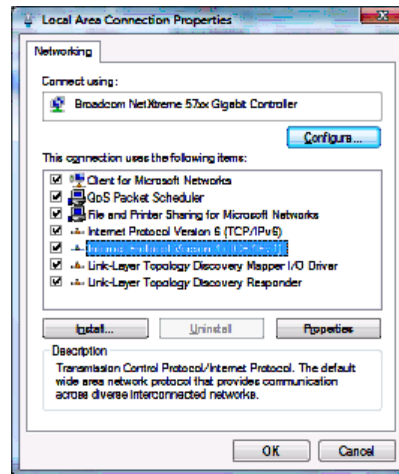 Local Area Connection Properties
Networking
Connect using:
Broadcom NetXtreme 57xx Gigabit Controller
Configure...
This connection uses the following items:
Client for Microsoft Networks
QoS Packet Scheduler
File and Printer Sharing for Microsoft Networks
Internet Protocol Version 6 (TCP/IPv6)
Internet Protocol Version
Link-Layer Topology Discovery Mapper I/O Driver
Link-Layer Topology Discovery Responder
Install...
Uninstall
Properties
Description
Transmission Control Protocol/Internet Protocol. The default
wide area network protocol that provides communication
across diverse interconnected networks.
OK
Cancel